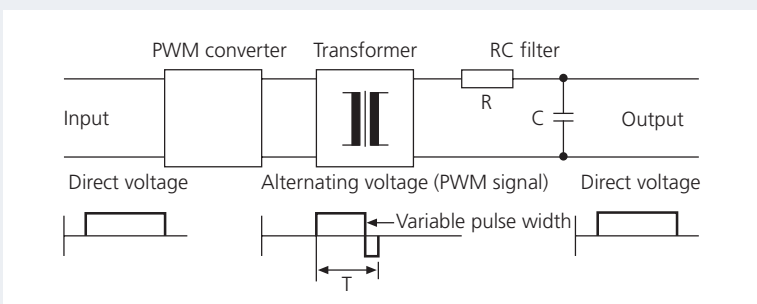 PWM converter
Transformer
RC filter
R
Input
C
Output
Direct voltage
Alternating voltage (PWM signal)
Direct voltage
Variable pulse width
T